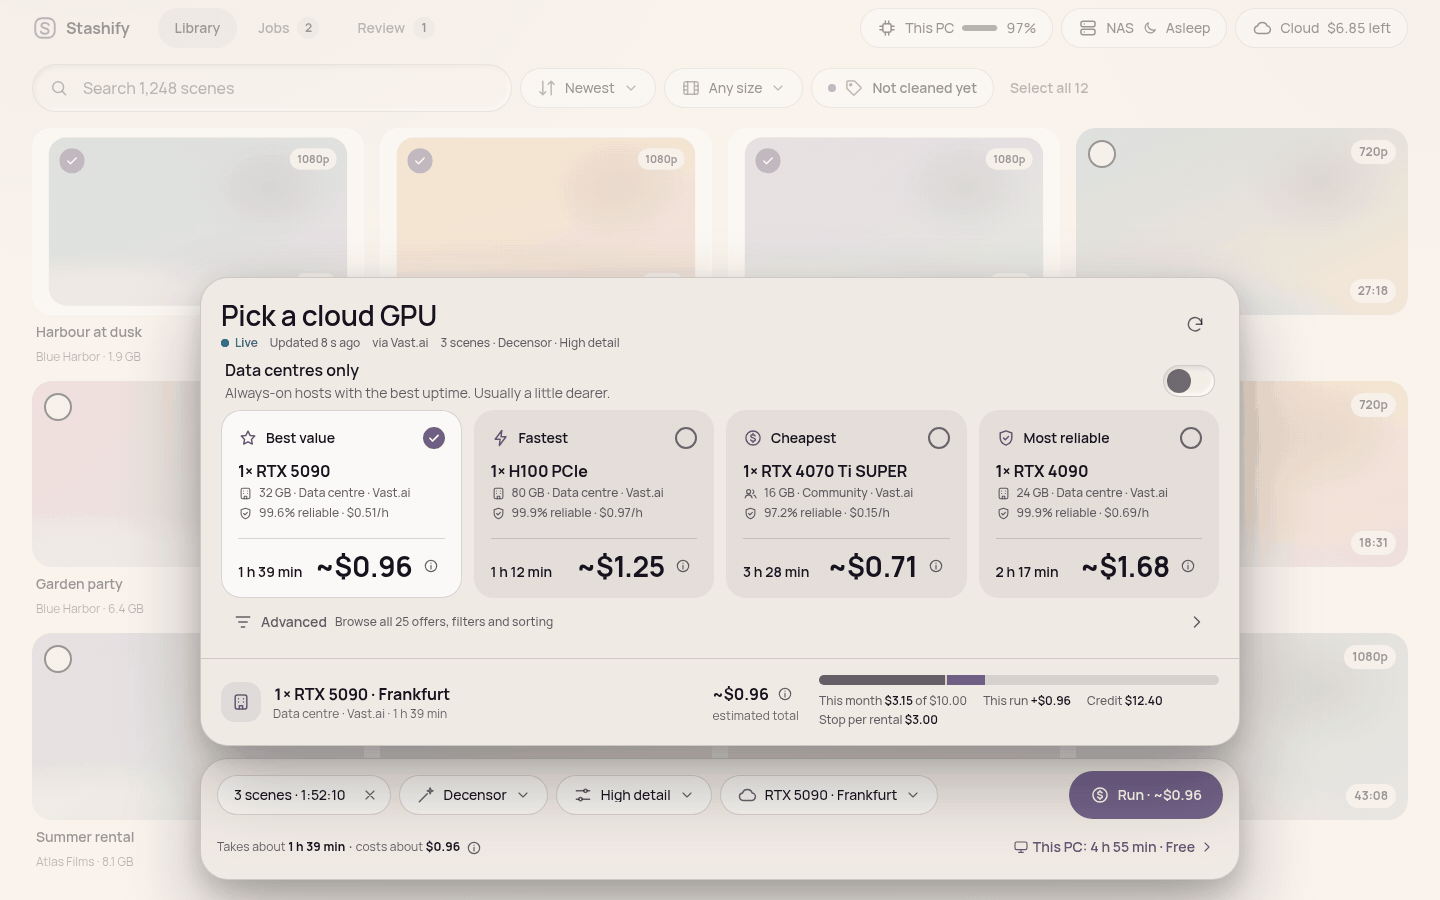 Stashify
Library
Jobs 2
Review 1
This PC 97%
NAS Asleep
Cloud $6.85 left
Search 1,248 scenes
Newest
Any size
Not cleaned yet
Select all 12
1080p
1080p
1080p
720p
27:18
Harbour at dusk
Blue Harbor · 1.9 GB
Pick a cloud GPU
Live Updated 8 s ago via Vast.ai 3 scenes · Decensor · High detail
Data centres only
Always-on hosts with the best uptime. Usually a little dearer.
720p
Best value
1× RTX 5090
32 GB · Data centre · Vast.ai
99.6% reliable · $0.51/h
1 h 39 min ~$0.96
Fastest
1× H100 PCIe
80 GB · Data centre · Vast.ai
99.9% reliable · $0.97/h
1 h 12 min ~$1.25
Cheapest
1× RTX 4070 Ti SUPER
16 GB · Community · Vast.ai
97.2% reliable · $0.15/h
3 h 28 min ~$0.71
Most reliable
1× RTX 4090
24 GB · Data centre · Vast.ai
99.9% reliable · $0.69/h
2 h 17 min ~$1.68
18:31
Garden party
Blue Harbor · 6.4 GB
Advanced Browse all 25 offers, filters and sorting
1080p
1× RTX 5090 · Frankfurt
Data centre · Vast.ai · 1 h 39 min
~$0.96
estimated total
This month $3.15 of $10.00 This run +$0.96 Credit $12.40
Stop per rental $3.00
3 scenes · 1:52:10
Decensor
High detail
RTX 5090 · Frankfurt
Run · ~$0.96
43:08
Summer rental
Atlas Films · 8.1 GB
Takes about 1 h 39 min · costs about $0.96
This PC: 4 h 55 min · Free